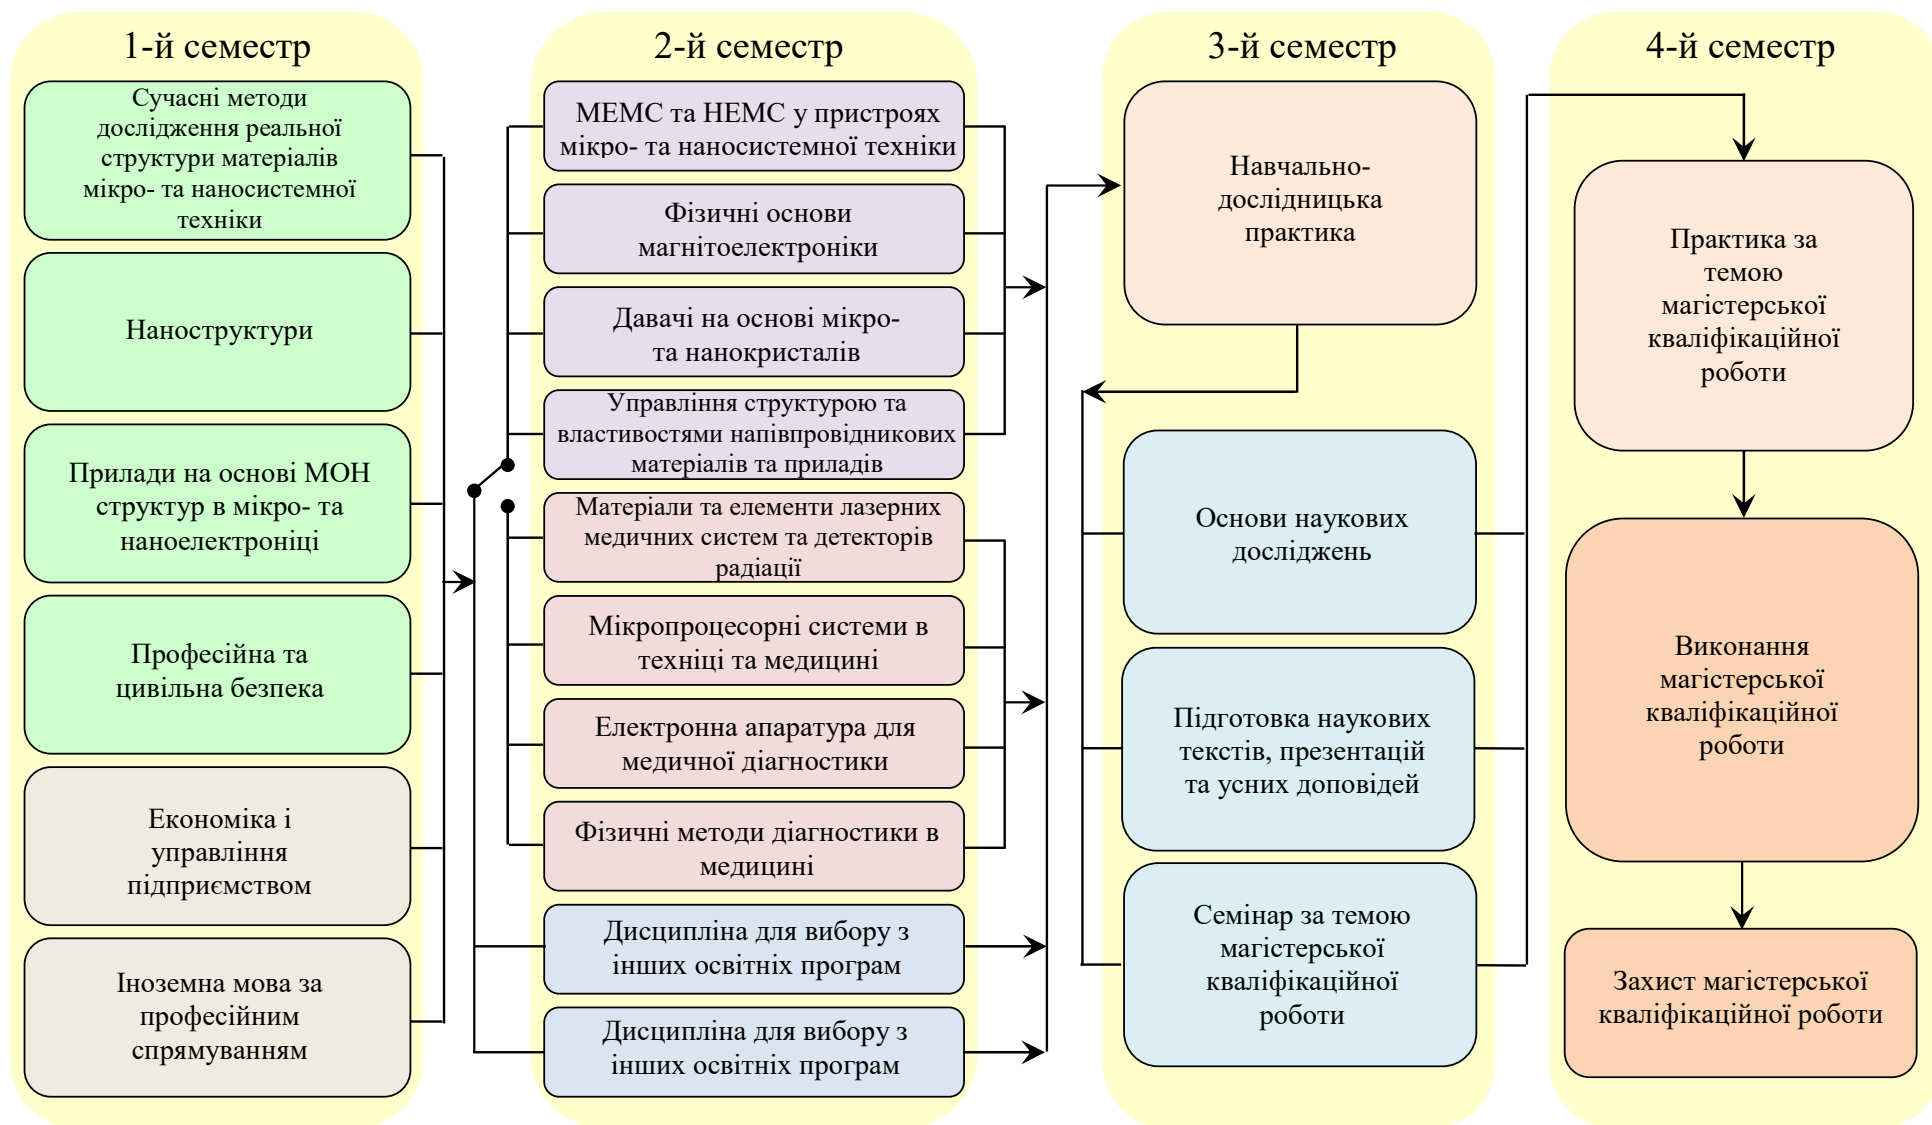 1-й семестр
Сучасні методи
дослідження реальної
структури матеріалів
мікро- та наносистемної
техніки
Наноструктури
Прилади на основі МОН
структур в мікро- та
наноелектроніці
Професійна та
цивільна безпека
Економіка і
управління
підприємством
Іноземна мова за
професійним
спрямуванням
2-й семестр
МЕМС та НЕМС у пристроях
мікро- та наносистемної техніки
Фізичні основи
магнітоелектроніки
Давачі на основі мікро-
та нанокристалів
Управління структурою та
властивостями напівпровідникових
матеріалів та приладів
Матеріали та елементи лазерних
медичних систем та детекторів
радіації
Мікропроцесорні системи в
техніці та медицині
Електронна апаратура для
медичної діагностики
Фізичні методи діагностики в
медицині
Дисципліна для вибору з
інших освітніх програм
Дисципліна для вибору з
інших освітніх програм
3-й семестр
Навчально-
дослідницька
практика
Основи наукових
досліджень
Підготовка наукових
текстів, презентацій
та усних доповідей
Семінар за темою
магістерської
кваліфікаційної
роботи
4-й семестр
Практика за
темою
магістерської
кваліфікаційної
роботи
Виконання
магістерської
кваліфікаційної
роботи
Захист магістерської
кваліфікаційної роботи